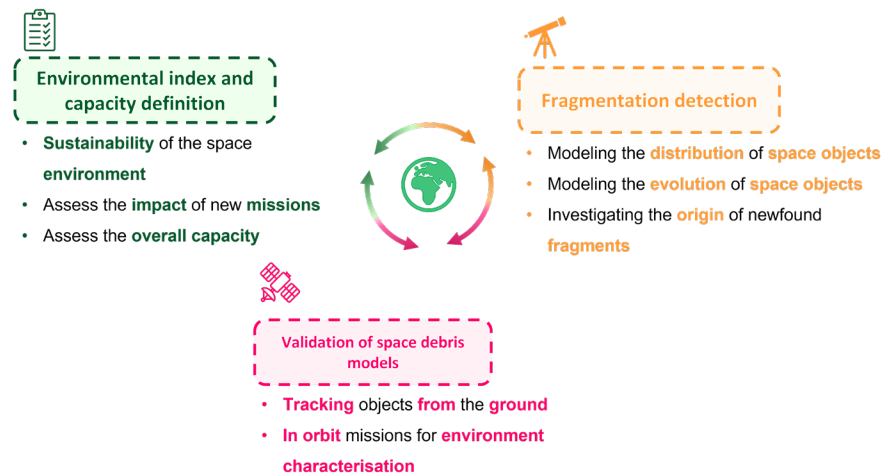 Environmental index and
capacity definition
• Sustainability of the space
environment
• Assess the impact of new missions
• Assess the overall capacity
Fragmentation detection
• Modeling the distribution of space objects
• Modeling the evolution of space objects
• Investigating the origin of newfound
fragments
Validation of space debris
models
• Tracking objects from the ground
• In orbit missions for environment
characterisation